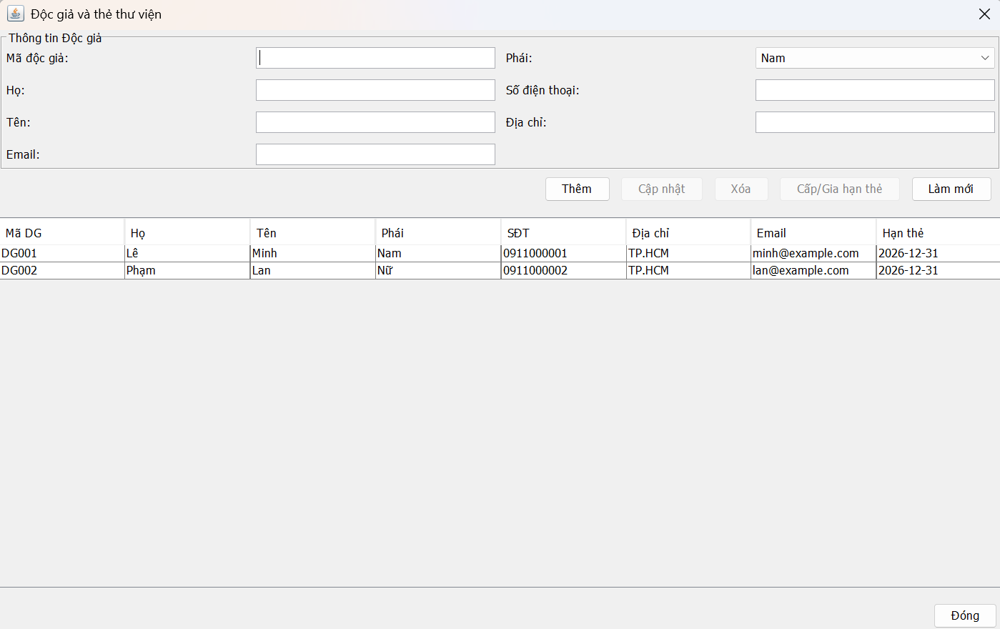 Độc giả và thẻ thư viện
Thông tin Độc giả
Mã độc giả: Phái: Nam
Họ: Số điện thoại:
Tên: Địa chỉ:
Email:
Thêm Cập nhật Xóa Cấp/Gia hạn thẻ Làm mới
Mã DG Họ Tên Phái SĐT Địa chỉ Email Hạn thẻ
DG001 Lê Minh Nam 0911000001 TP.HCM minh@example.com 2026-12-31
DG002 Phạm Lan Nữ 0911000002 TP.HCM lan@example.com 2026-12-31
Đóng